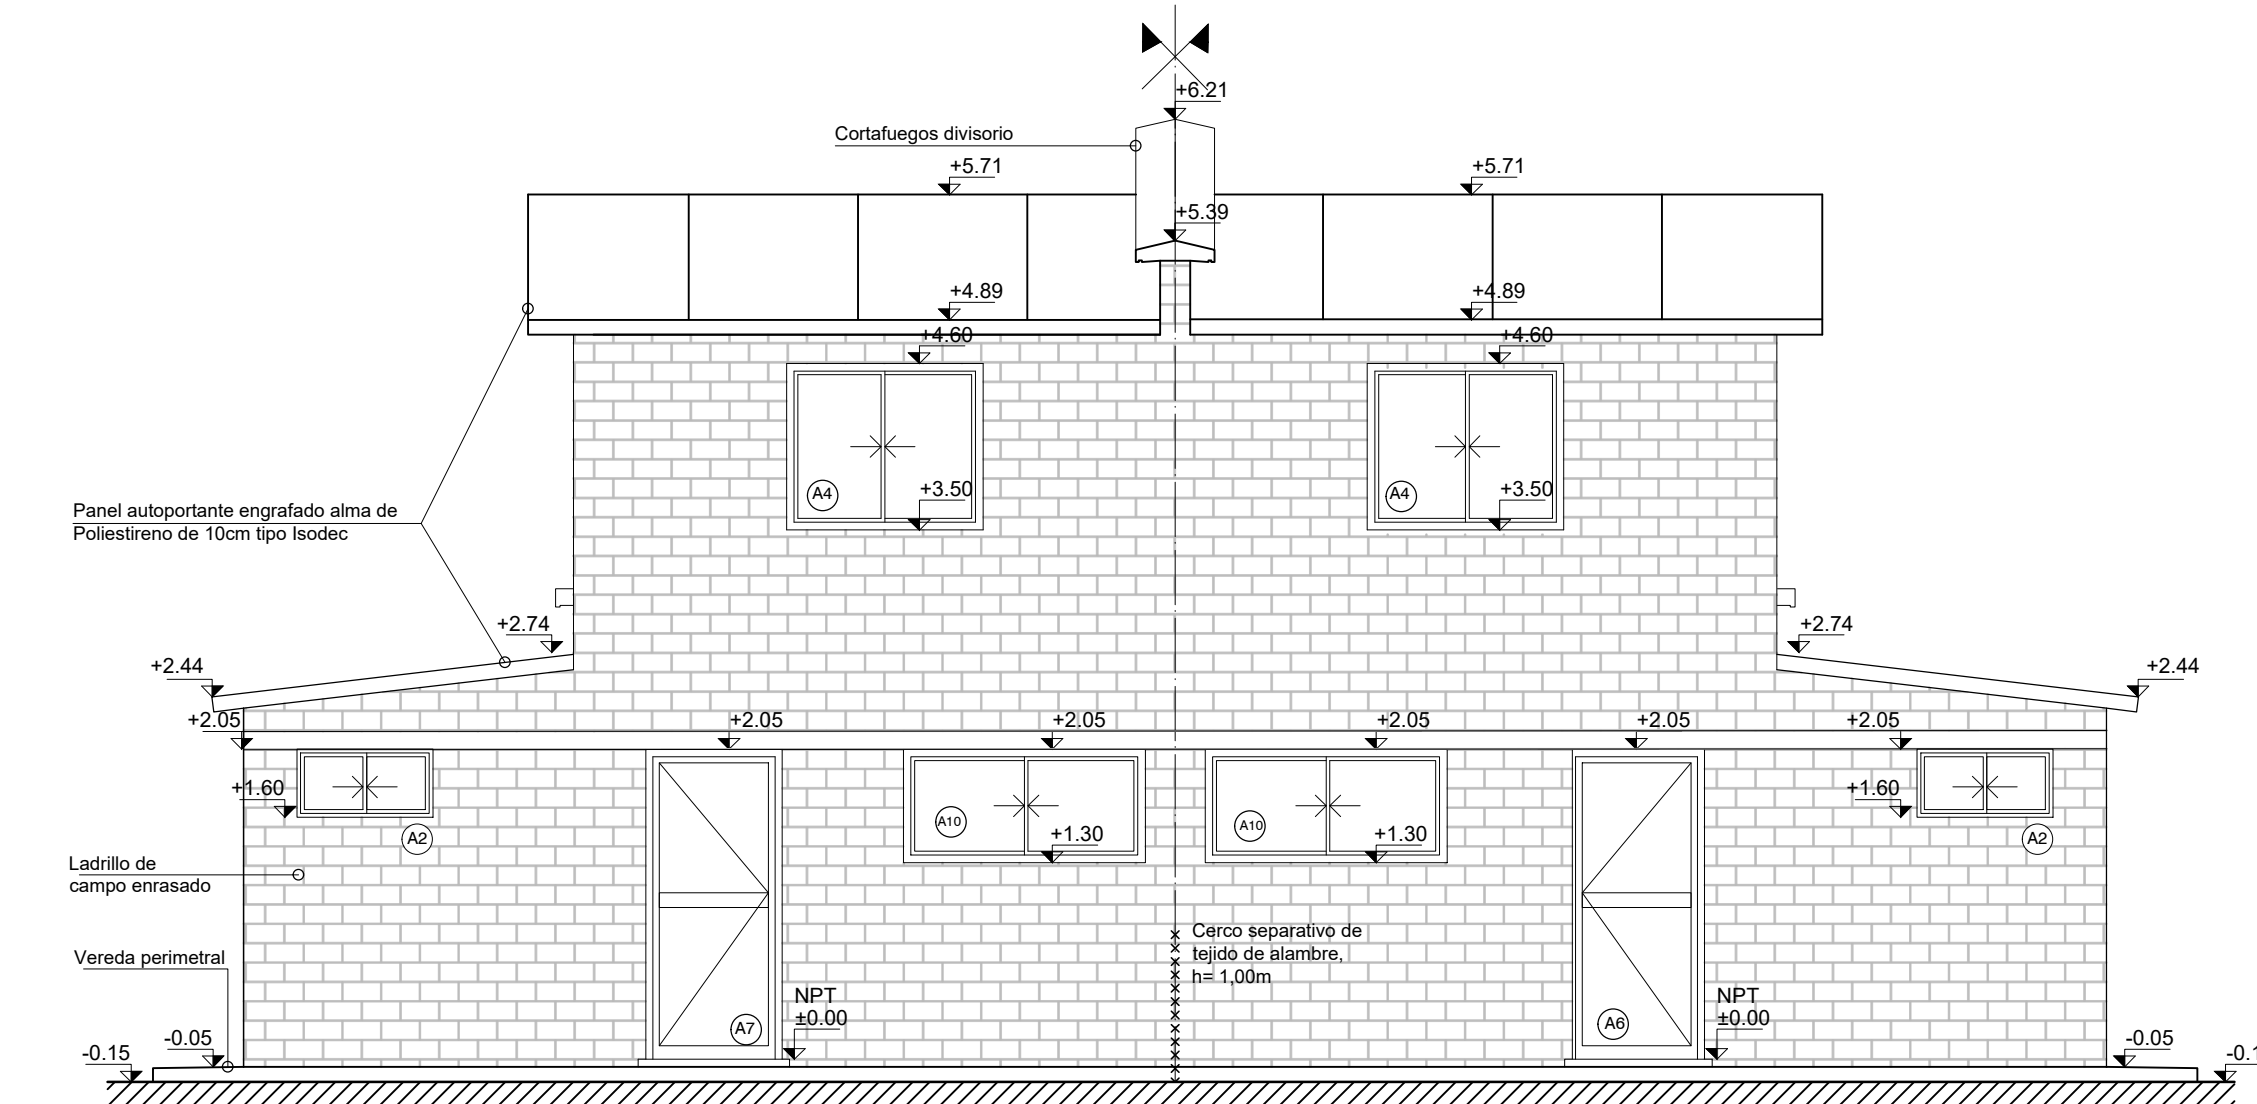 +6.21
Cortafuegos divisorio
+5.71
+5.71
+5.39
+4.89
+4.89
+4.60
+4.60
A4
+3.50
A4
+3.50
Panel autoportante engrafado alma de
Poliestireno de 10cm tipo Isodec
+2.74
+2.74
+2.44
+2.44
+2.05
+2.05
+2.05
+2.05
+2.05
+2.05
+1.60
+1.60
A10
A10
+1.30
+1.30
A2
A2
Ladrillo de
campo enrasado
Cerco separativo de
tejido de alambre,
h= 1,00m
Vereda perimetral
NPT
±0.00
NPT
±0.00
A7
A6
-0.05
-0.05
-0.15
-0.1